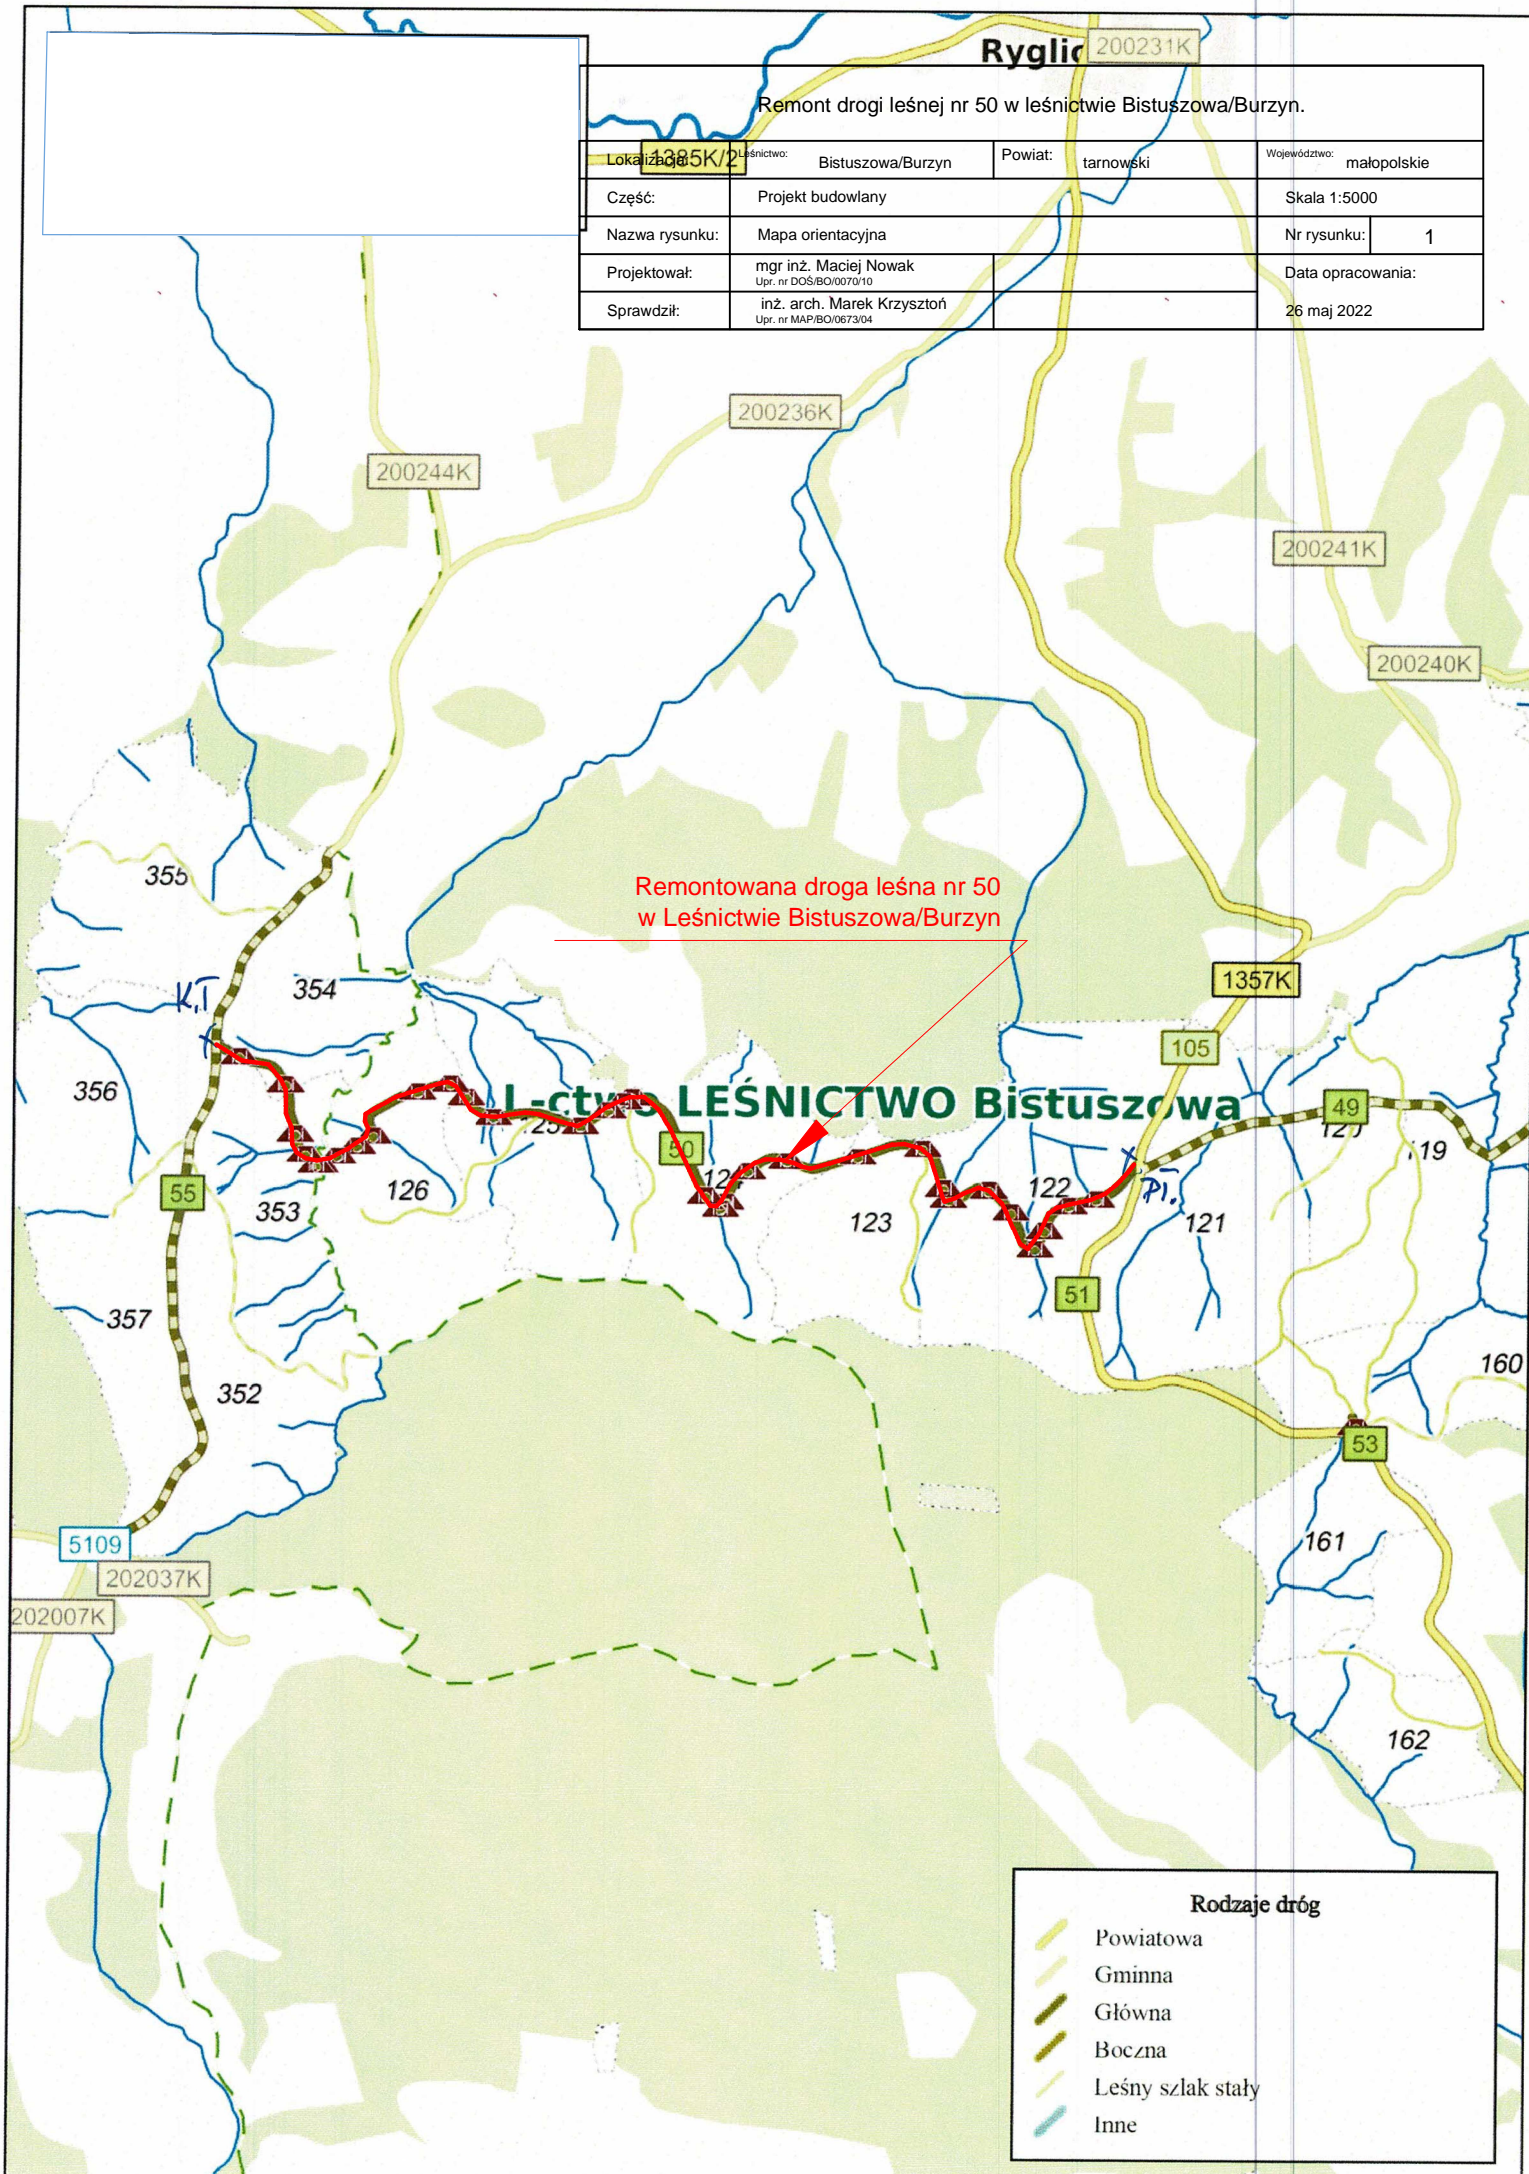 Ryglic
200231K
Remont drogi leśnej nr 50 w leśnictwie Bistuszowa/Burzyn.
Lokalizacja: 1385K/2 Leśnictwo: Bistuszowa/Burzyn Powiat: tarnowski Województwo: małopolskie
Część: Projekt budowlany Skala 1:5000
Nazwa rysunku: Mapa orientacyjna Nr rysunku: 1
Projektował: mgr inż. Maciej Nowak Data opracowania:
Upr. nr DOŚ/BO/0070/10
Sprawdził: inż. arch. Marek Krzysztoń 26 maj 2022
Upr. nr MAP/BO/0673/04
200236K
200244K
200241K
200240K
355
Remontowana droga leśna nr 50
w Leśnictwie Bistuszowa/Burzyn
1357K
354
K.T
105
356
L-ctwo LEŚNICTWO Bistuszowa
49
50
119
55
126
122
P.T.
353
123
121
51
357
352
160
53
5109
161
202037K
202007K
162
Rodzaje dróg
Powiatowa
Gminna
Główna
Boczna
Leśny szlak stały
Inne